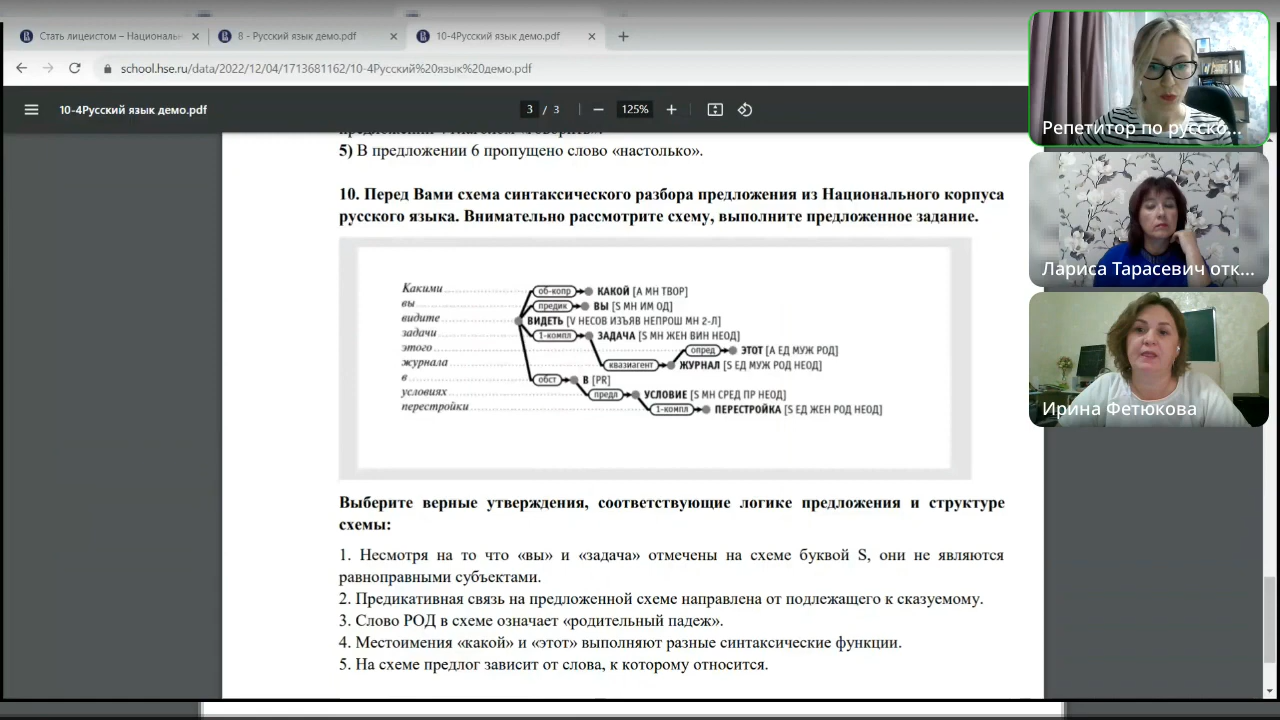 Стать лицеистом – Националь
8 - Русский язык демо.pdf
10-4Русский язык демо.pdf
school.hse.ru/data/2022/12/04/1713681162/10-4Русский%20язык%20демо.pdf
10-4Русский язык демо.pdf
3 / 3
125%
5) В предложении 6 пропущено слово «настолько».
10. Перед Вами схема синтаксического разбора предложения из Национального корпуса
русского языка. Внимательно рассмотрите схему, выполните предложенное задание.
Какими об-копр КАКОЙ [A МН ТВОР]
вы предик ВЫ [S МН ИМ ОД]
видите ВИДЕТЬ [V НЕСОВ ИЗЪЯВ НЕПРОШ МН 2-Л]
задачи 1-компл ЗАДАЧА [S МН ЖЕН ВИН НЕОД]
этого опред ЭТОТ [A ЕД МУЖ РОД]
журнала квазиагент ЖУРНАЛ [S ЕД МУЖ РОД НЕОД]
в обст В [PR]
условиях предл УСЛОВИЕ [S МН СРЕД ПР НЕОД]
перестройки 1-компл ПЕРЕСТРОЙКА [S ЕД ЖЕН РОД НЕОД]
Выберите верные утверждения, соответствующие логике предложения и структуре
схемы:
1. Несмотря на то что «вы» и «задача» отмечены на схеме буквой S, они не являются
равноправными субъектами.
2. Предикативная связь на предложенной схеме направлена от подлежащего к сказуемому.
3. Слово РОД в схеме означает «родительный падеж».
4. Местоимения «какой» и «этот» выполняют разные синтаксические функции.
5. На схеме предлог зависит от слова, к которому относится.
Репетитор по русско...
Лариса Тарасевич отк...
Ирина Фетюкова